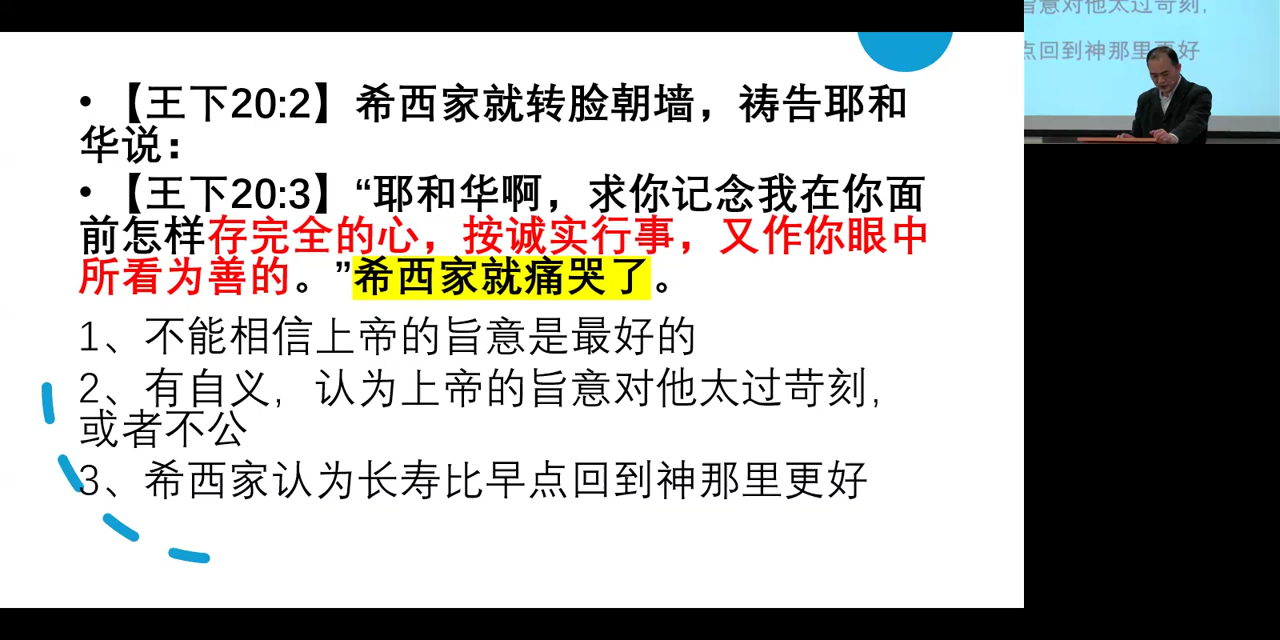 • 【王下20:2】希西家就转脸朝墙，祷告耶和
华说：
• 【王下20:3】“耶和华啊，求你记念我在你面
前怎样存完全的心，按诚实行事，又作你眼中
所看为善的。”希西家就痛哭了。
1、不能相信上帝的旨意是最好的
2、有自义，认为上帝的旨意对他太过苛刻，
或者不公
3、希西家认为长寿比早点回到神那里更好
旨意对他太过苛刻，
点回到神那里更好